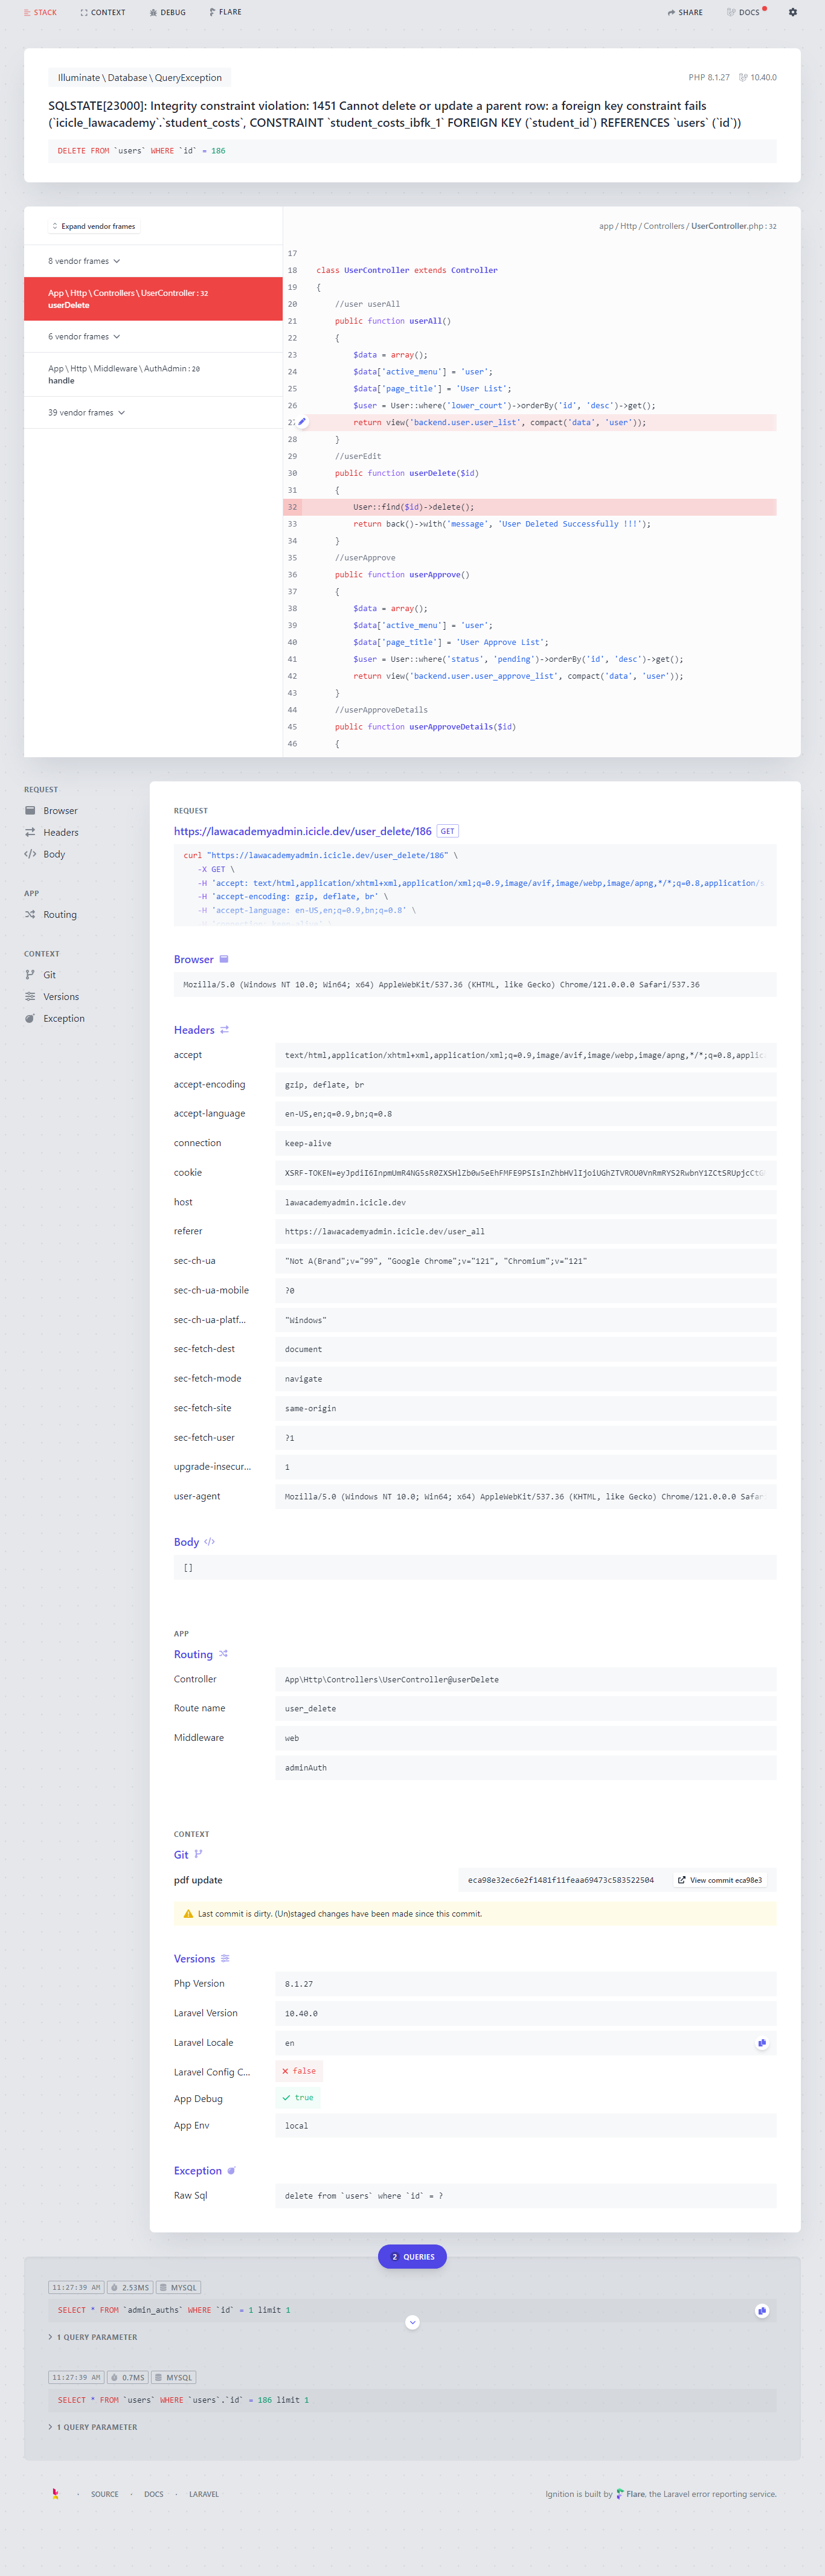 STACK CONTEXT DEBUG FLARE SHARE DOCS
Illuminate \ Database \ QueryException PHP 8.1.27 10.40.0
SQLSTATE[23000]: Integrity constraint violation: 1451 Cannot delete or update a parent row: a foreign key constraint fails
(`icicle_lawacademy`.`student_costs`, CONSTRAINT `student_costs_ibfk_1` FOREIGN KEY (`student_id`) REFERENCES `users` (`id`))
DELETE FROM `users` WHERE `id` = 186
Expand vendor frames
8 vendor frames
App \ Http \ Controllers \ UserController : 32
userDelete
6 vendor frames
App \ Http \ Middleware \ AuthAdmin : 20
handle
39 vendor frames
app / Http / Controllers / UserController.php : 32
17
18 class UserController extends Controller
19 {
20 //user userAll
21 public function userAll()
22 {
23 $data = array();
24 $data['active_menu'] = 'user';
25 $data['page_title'] = 'User List';
26 $user = User::where('lower_court')->orderBy('id', 'desc')->get();
27 return view('backend.user.user_list', compact('data', 'user'));
28 }
29 //userEdit
30 public function userDelete($id)
31 {
32 User::find($id)->delete();
33 return back()->with('message', 'User Deleted Successfully !!!');
34 }
35 //userApprove
36 public function userApprove()
37 {
38 $data = array();
39 $data['active_menu'] = 'user';
40 $data['page_title'] = 'User Approve List';
41 $user = User::where('status', 'pending')->orderBy('id', 'desc')->get();
42 return view('backend.user.user_approve_list', compact('data', 'user'));
43 }
44 //userApproveDetails
45 public function userApproveDetails($id)
46 {
REQUEST
Browser
Headers
Body
APP
Routing
CONTEXT
Git
Versions
Exception
REQUEST
https://lawacademyadmin.icicle.dev/user_delete/186 GET
curl "https://lawacademyadmin.icicle.dev/user_delete/186" \
-X GET \
-H 'accept: text/html,application/xhtml+xml,application/xml;q=0.9,image/avif,image/webp,image/apng,*/*;q=0.8,application/s
-H 'accept-encoding: gzip, deflate, br' \
-H 'accept-language: en-US,en;q=0.9,bn;q=0.8' \
Browser
Mozilla/5.0 (Windows NT 10.0; Win64; x64) AppleWebKit/537.36 (KHTML, like Gecko) Chrome/121.0.0.0 Safari/537.36
Headers
accept text/html,application/xhtml+xml,application/xml;q=0.9,image/avif,image/webp,image/apng,*/*;q=0.8,applic
accept-encoding gzip, deflate, br
accept-language en-US,en;q=0.9,bn;q=0.8
connection keep-alive
cookie
host lawacademyadmin.icicle.dev
referer https://lawacademyadmin.icicle.dev/user_all
sec-ch-ua "Not A(Brand";v="99", "Google Chrome";v="121", "Chromium";v="121"
sec-ch-ua-mobile ?0
sec-ch-ua-platf... "Windows"
sec-fetch-dest document
sec-fetch-mode navigate
sec-fetch-site same-origin
sec-fetch-user ?1
upgrade-insecur... 1
user-agent Mozilla/5.0 (Windows NT 10.0; Win64; x64) AppleWebKit/537.36 (KHTML, like Gecko) Chrome/121.0.0.0 Safari
Body
[]
APP
Routing
Controller App\Http\Controllers\UserController@userDelete
Route name user_delete
Middleware web
adminAuth
CONTEXT
Git
pdf update eca98e32ec6e2f1481f11feaa69473c583522504 View commit eca98e3
Last commit is dirty. (Un)staged changes have been made since this commit.
Versions
Php Version 8.1.27
Laravel Version 10.40.0
Laravel Locale en
Laravel Config C... false
App Debug true
App Env local
Exception
Raw Sql delete from `users` where `id` = ?
2 QUERIES
11:27:39 AM 2.53MS MYSQL
SELECT * FROM `admin_auths` WHERE `id` = 1 limit 1
1 QUERY PARAMETER
11:27:39 AM 0.7MS MYSQL
SELECT * FROM `users` WHERE `users`.`id` = 186 limit 1
1 QUERY PARAMETER
· SOURCE · DOCS · LARAVEL Ignition is built by Flare, the Laravel error reporting service.